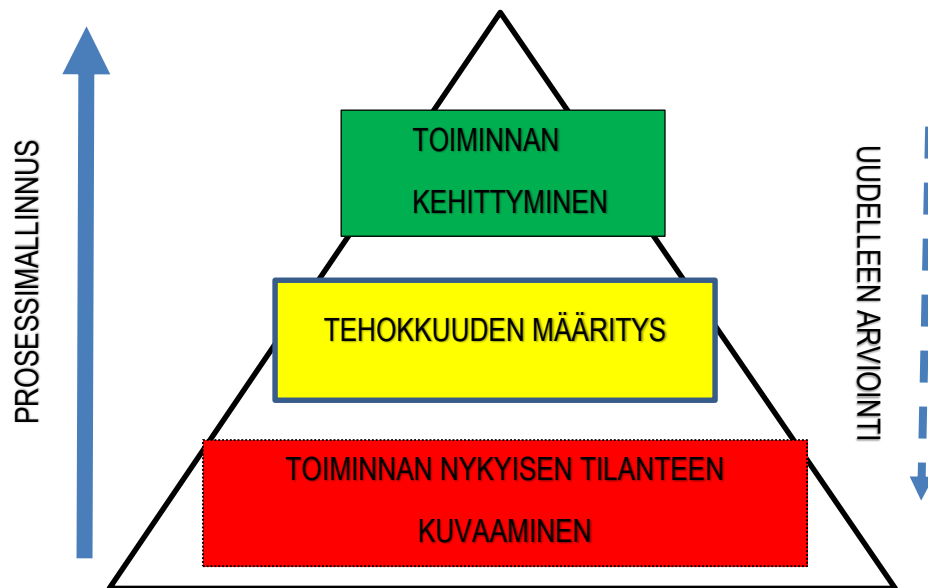 PROSESSIMALLINNUS
TOIMINNAN
KEHITTYMINEN
TEHOKKUUDEN MÄÄRITYS
TOIMINNAN NYKYISEN TILANTEEN
KUVAAMINEN
UUDELLEEN ARVIOINTI